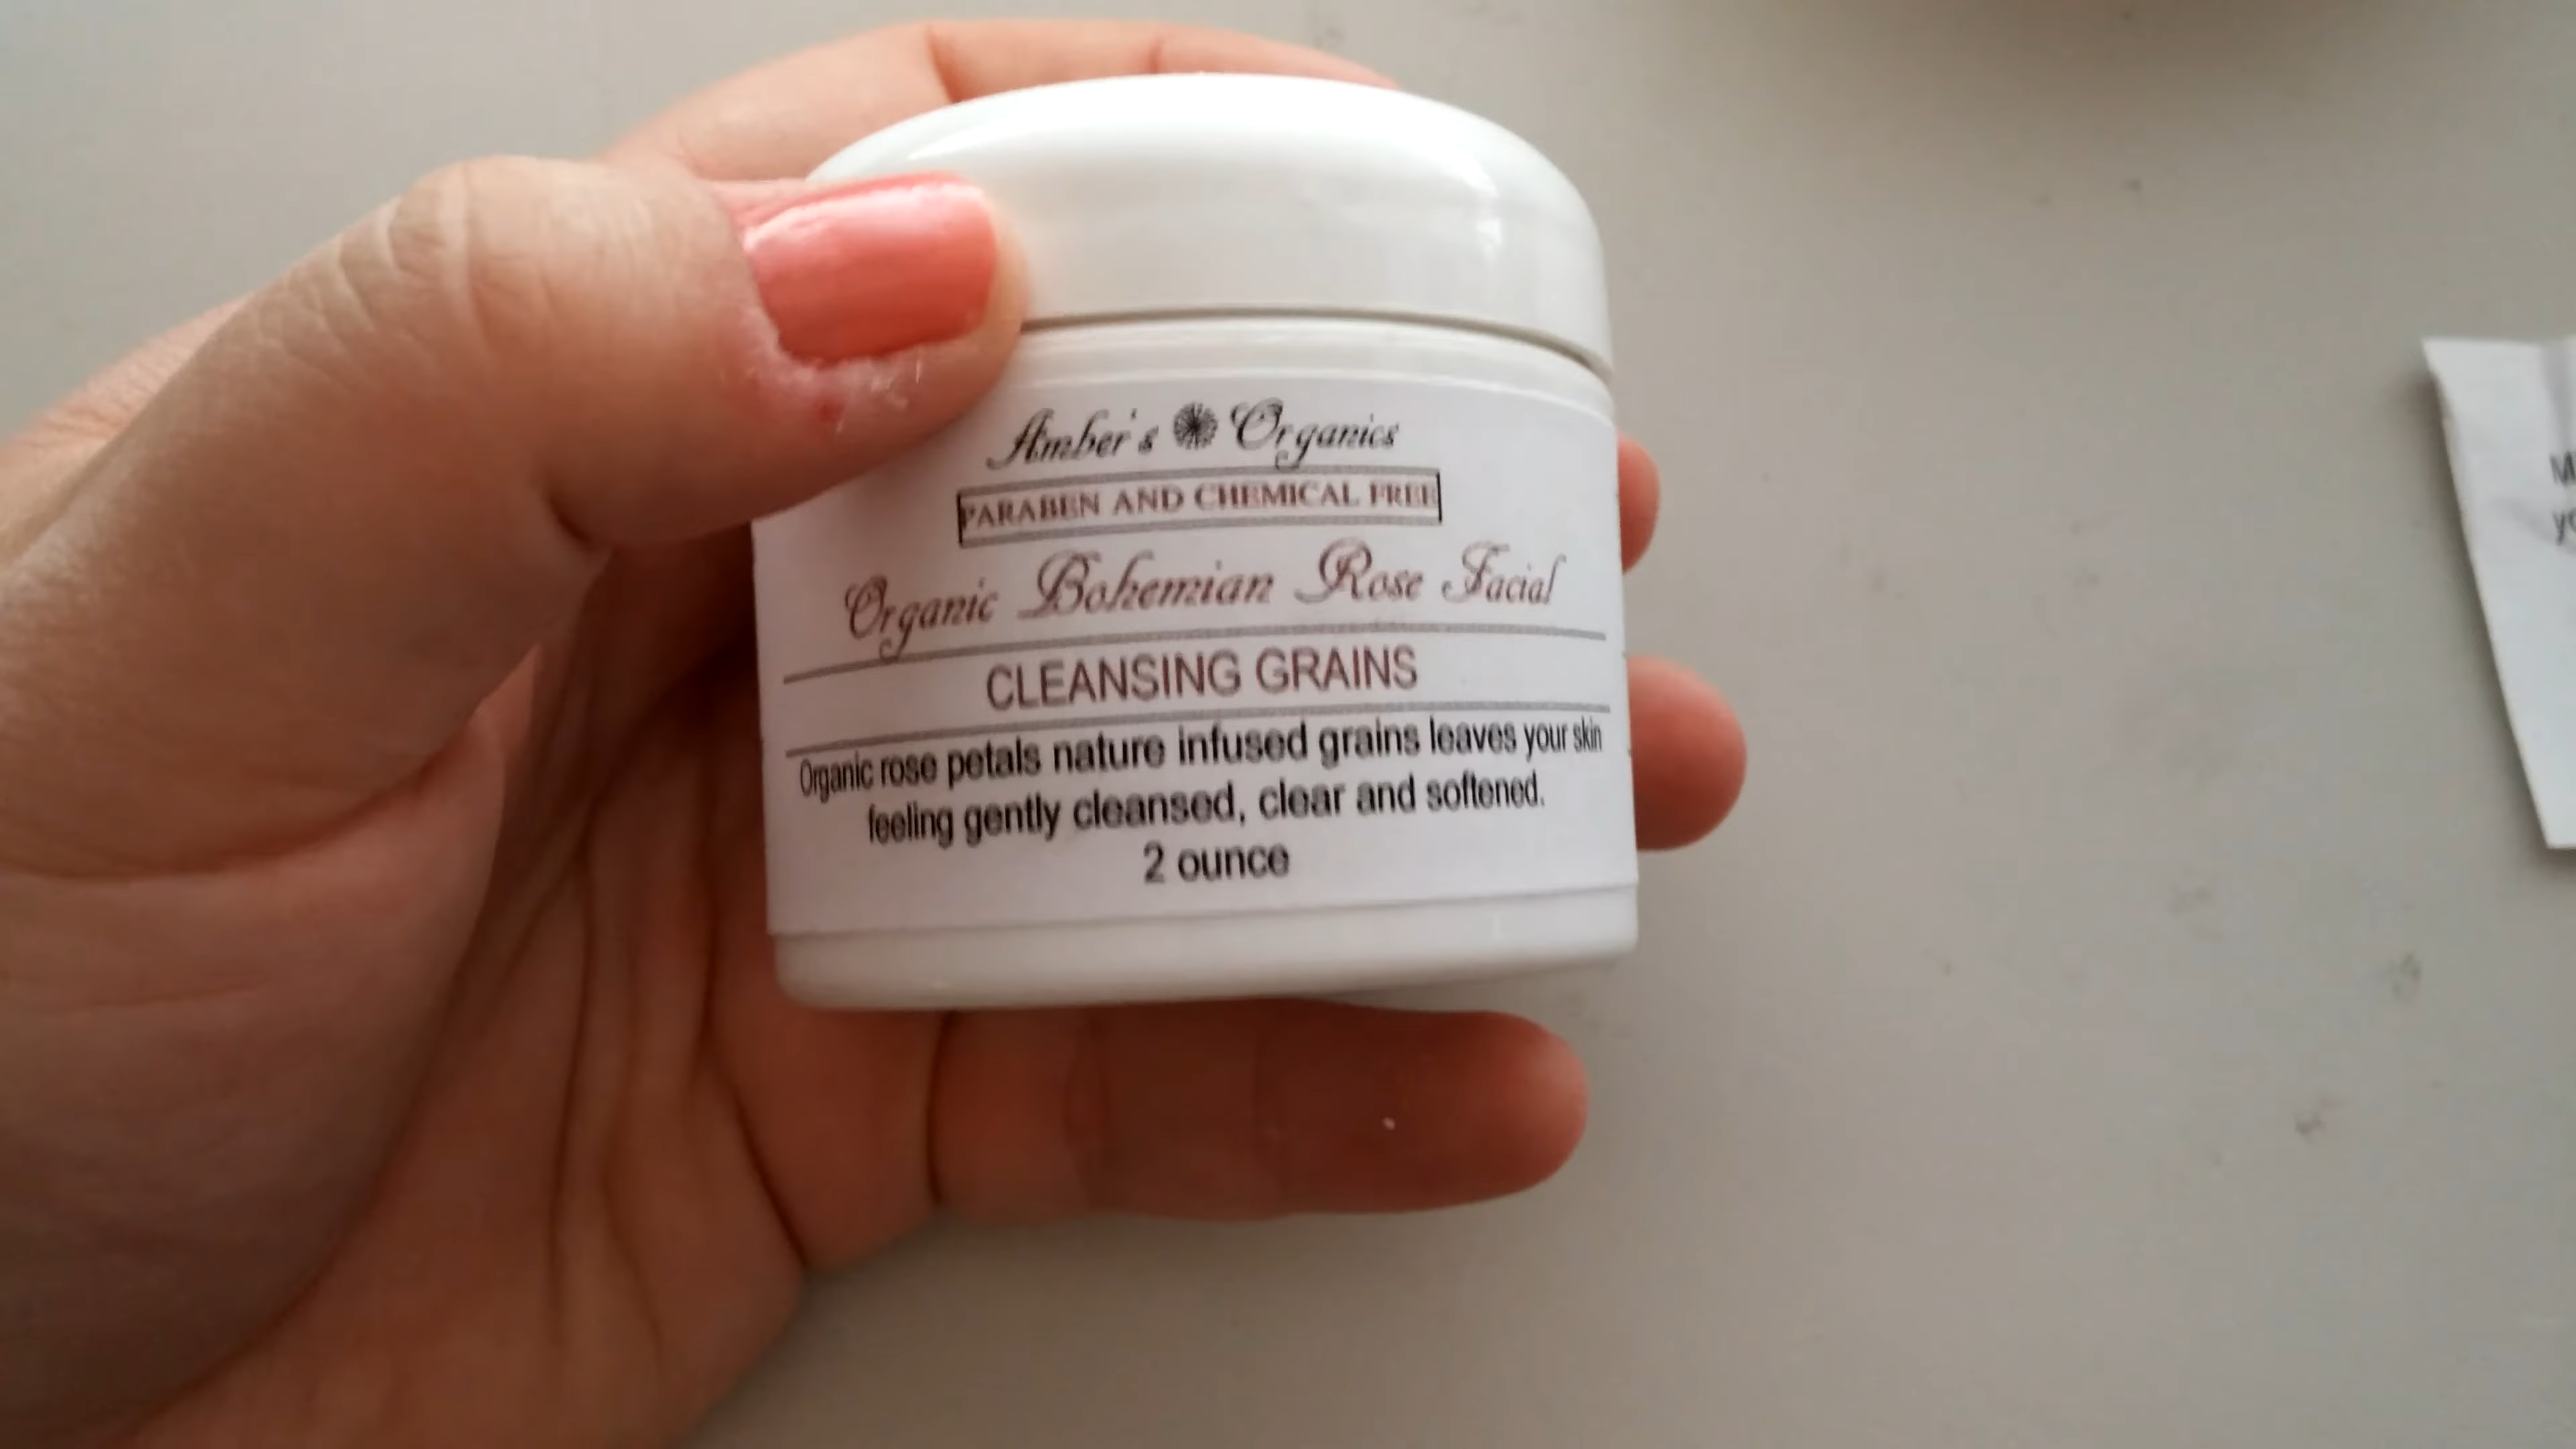 Amber's Organics
PARABEN AND CHEMICAL FREE
Organic Bohemian Rose Facial
CLEANSING GRAINS
Organic rose petals nature infused grains leaves your skin
feeling gently cleansed, clear and softened.
2 ounce